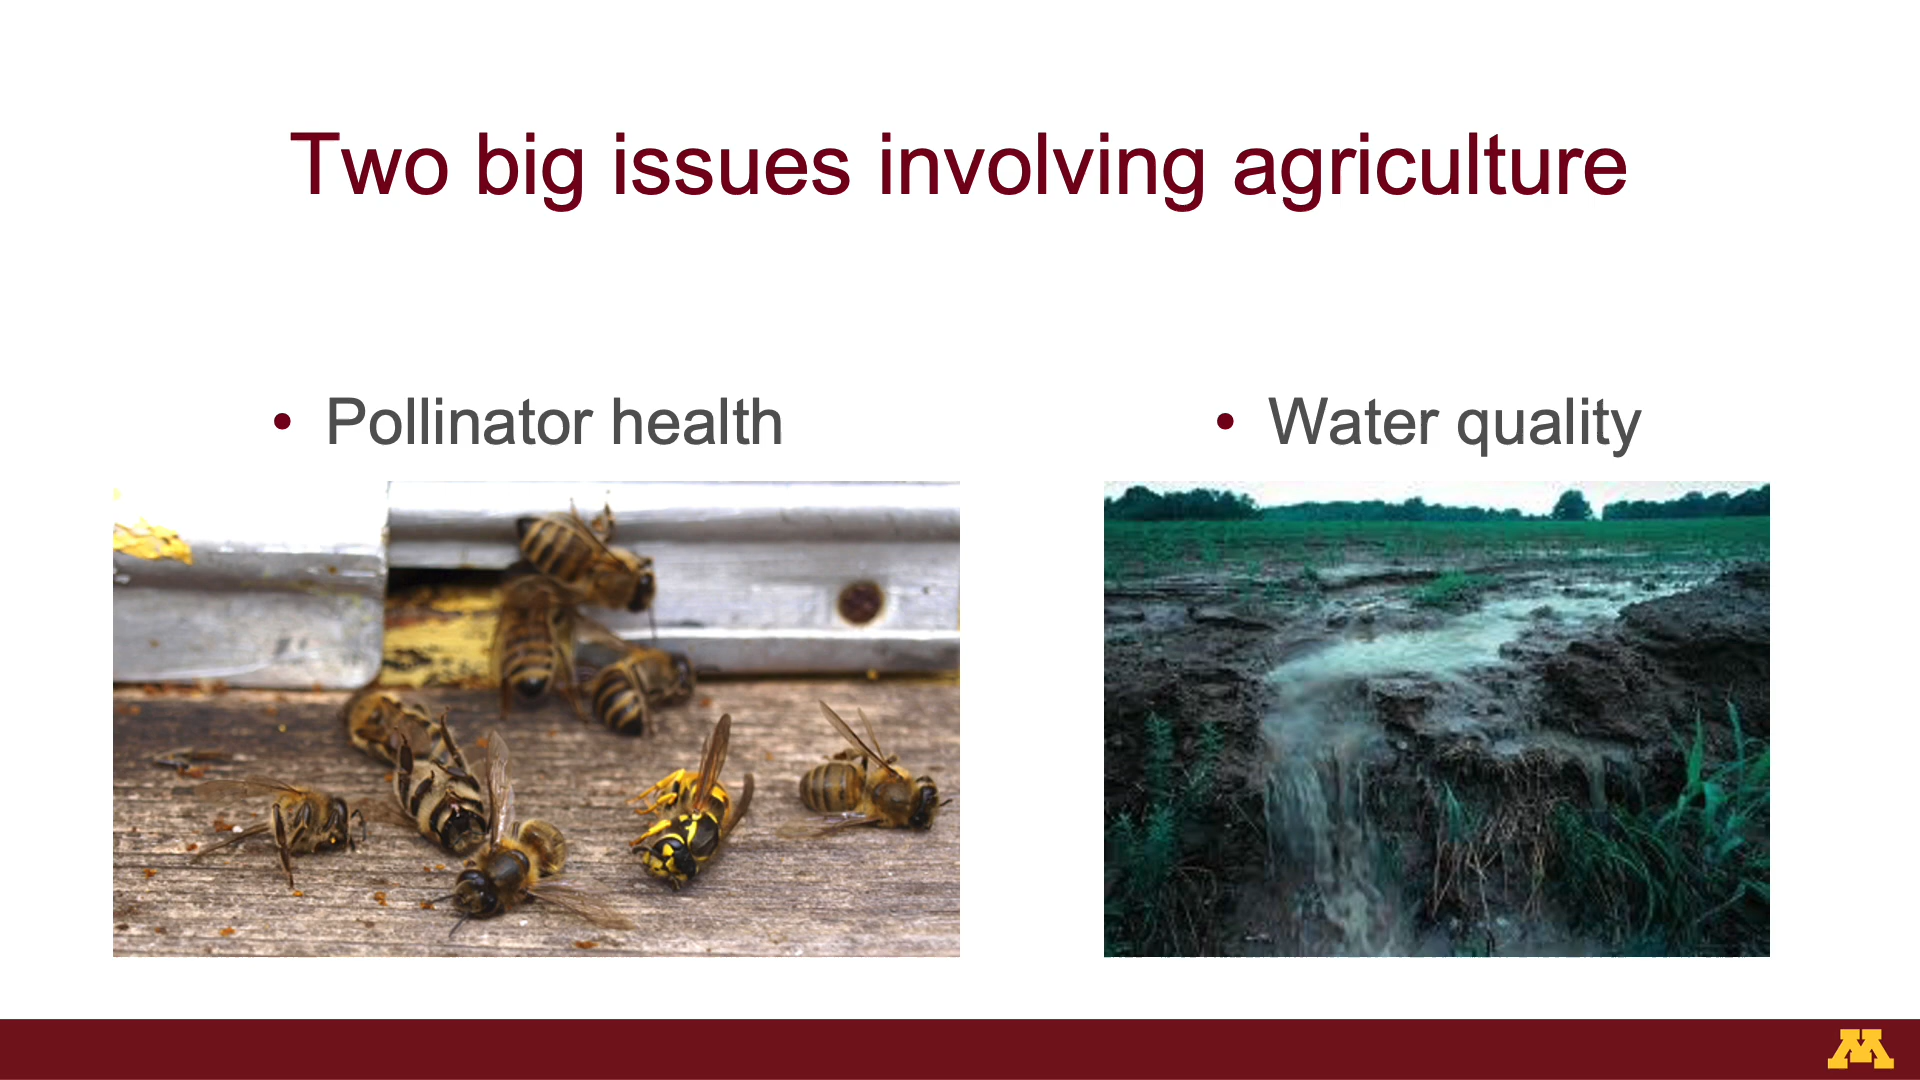 Two big issues involving agriculture
• Pollinator health
• Water quality
M